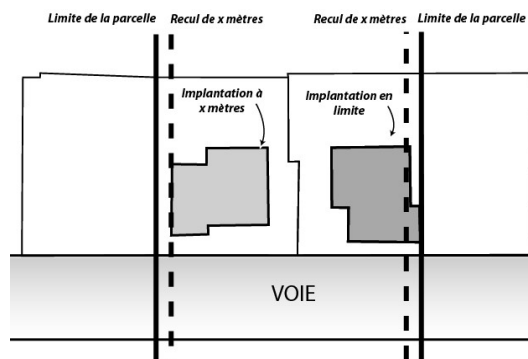 Limite de la parcelle
Recul de x mètres
Recul de x mètres
Limite de la parcelle
Implantation à
x mètres
Implantation en
limite
VOIE